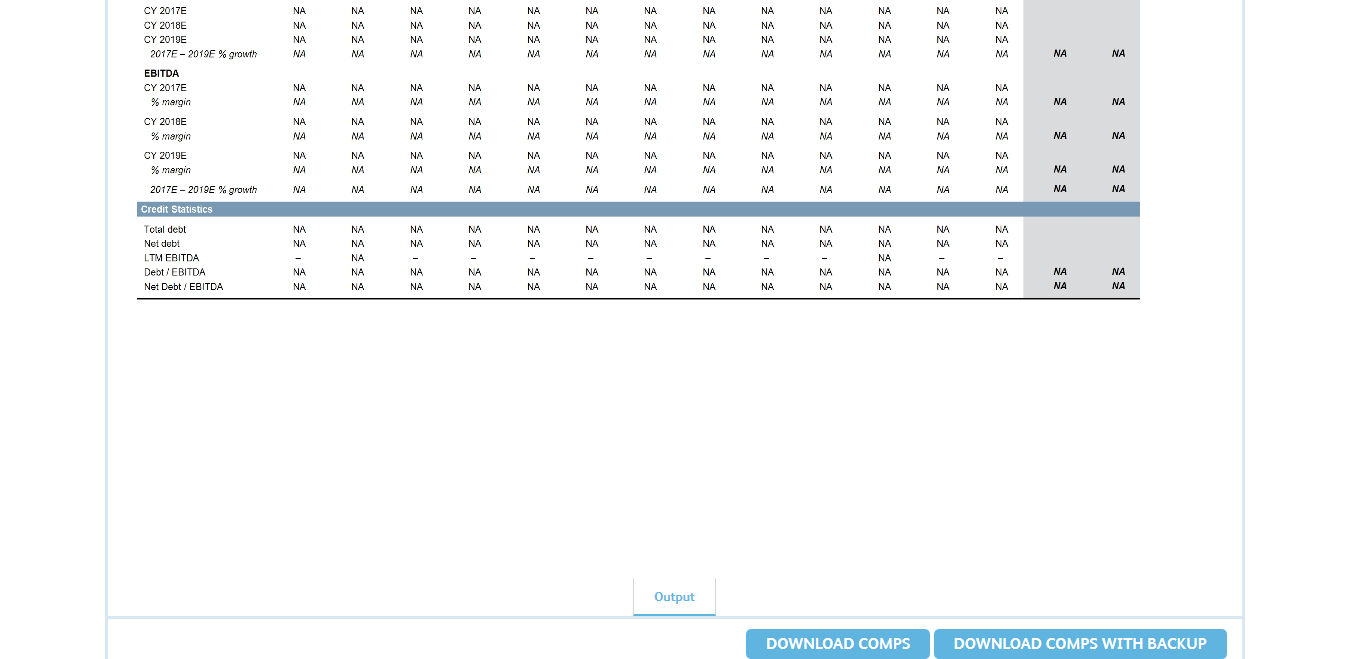 CY 2017E NA NA NA NA NA NA NA NA NA NA NA NA NA
CY 2018E NA NA NA NA NA NA NA NA NA NA NA NA NA
CY 2019E NA NA NA NA NA NA NA NA NA NA NA NA NA
2017E – 2019E % growth NA NA NA NA NA NA NA NA NA NA NA NA NA NA NA
EBITDA
CY 2017E NA NA NA NA NA NA NA NA NA NA NA NA NA
% margin NA NA NA NA NA NA NA NA NA NA NA NA NA NA NA
CY 2018E NA NA NA NA NA NA NA NA NA NA NA NA NA
% margin NA NA NA NA NA NA NA NA NA NA NA NA NA NA NA
CY 2019E NA NA NA NA NA NA NA NA NA NA NA NA NA
% margin NA NA NA NA NA NA NA NA NA NA NA NA NA NA NA
2017E – 2019E % growth NA NA NA NA NA NA NA NA NA NA NA NA NA NA NA
Credit Statistics
Total debt NA NA NA NA NA NA NA NA NA NA NA NA NA
Net debt NA NA NA NA NA NA NA NA NA NA NA NA NA
LTM EBITDA – NA – – – – – – – – NA – –
Debt / EBITDA NA NA NA NA NA NA NA NA NA NA NA NA NA NA NA
Net Debt / EBITDA NA NA NA NA NA NA NA NA NA NA NA NA NA NA NA
Output
DOWNLOAD COMPS DOWNLOAD COMPS WITH BACKUP